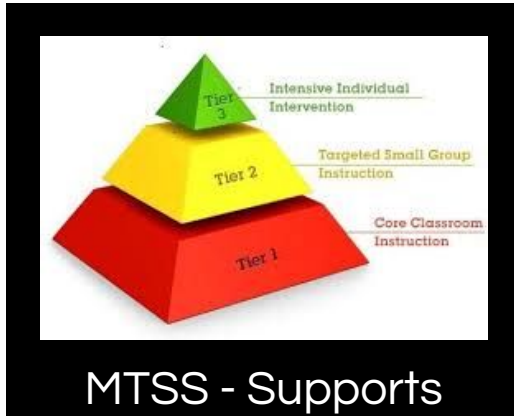 Tier
3
Intensive Individual
Intervention
Tier 2
Targeted Small Group
Instruction
Tier 1
Core Classroom
Instruction
MTSS - Supports